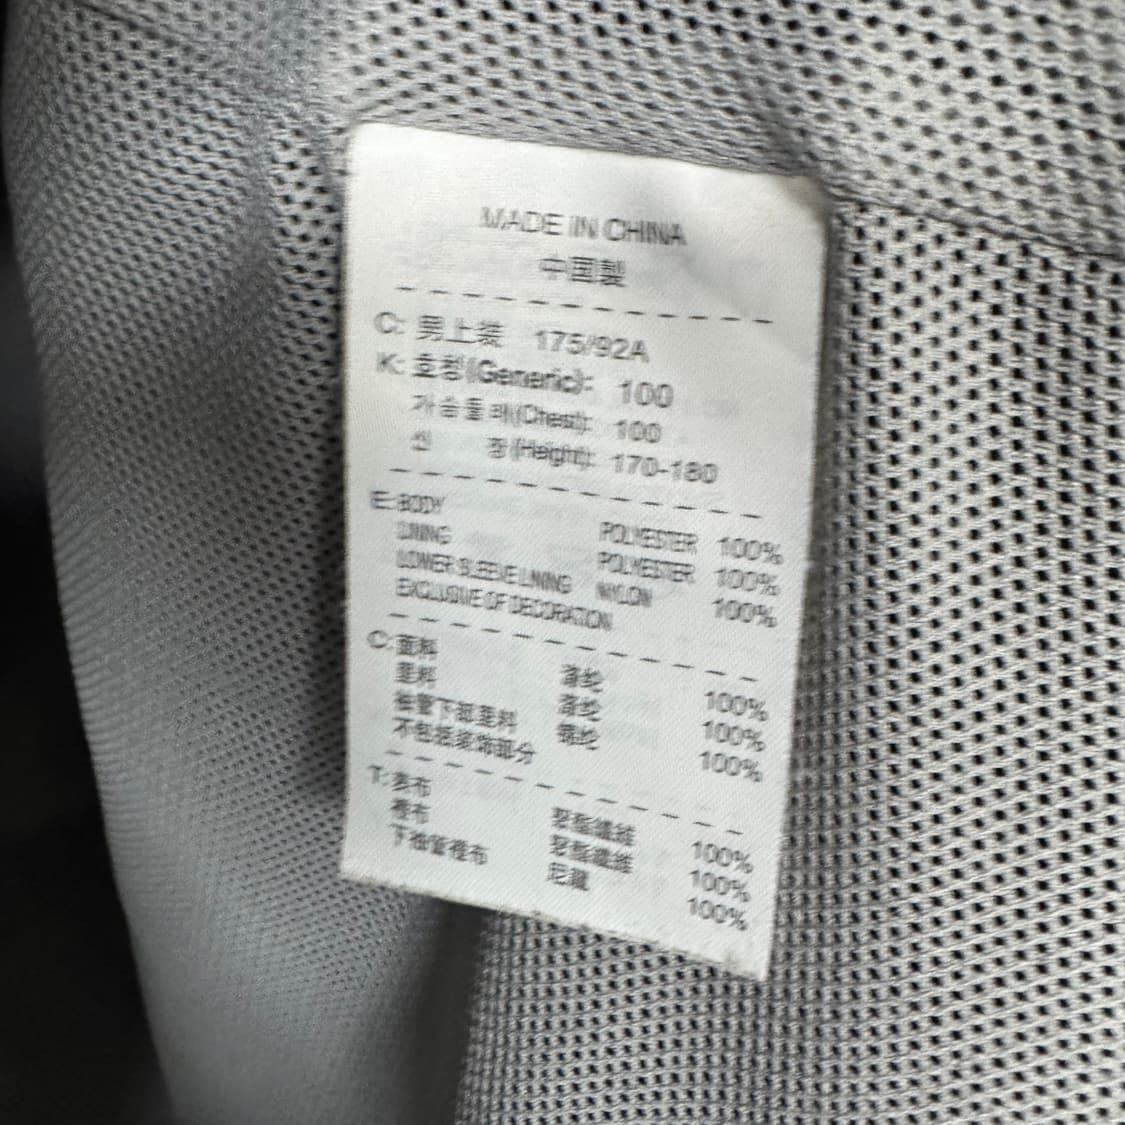 MADE IN CHINA
中国製
C: 男上装 175/92A
K: 호칭(Generic): 100
가슴둘레(Chest): 100
신 장(Height): 170-180
E: BODY POLYESTER 100%
LINING POLYESTER 100%
LOWER SLEEVE LINING NYLON 100%
EXCLUSIVE OF DECORATION
C: 面料 涤纶 100%
里料 涤纶 100%
袖管下部里料 锦纶 100%
不包括装饰部分
T: 表布 聚酯纖維 100%
裡布 聚酯纖維 100%
下袖管裡布 尼龍 100%